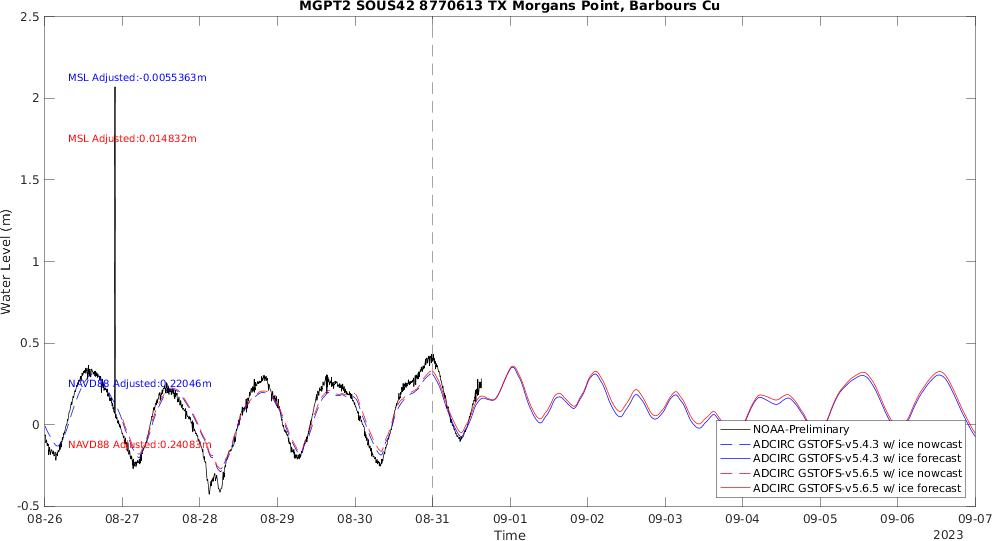 MGPT2 SOUS42 8770613 TX Morgans Point, Barbours Cu
Water Level (m)
2.5
2
1.5
1
0.5
0
-0.5
MSL Adjusted:-0.0055363m
MSL Adjusted:0.014832m
NAVD88 Adjusted:0.22046m
NAVD88 Adjusted:0.24083m
NOAA-Preliminary
ADCIRC GSTOFS-v5.4.3 w/ ice nowcast
ADCIRC GSTOFS-v5.4.3 w/ ice forecast
ADCIRC GSTOFS-v5.6.5 w/ ice nowcast
ADCIRC GSTOFS-v5.6.5 w/ ice forecast
08-26 08-27 08-28 08-29 08-30 08-31 09-01 09-02 09-03 09-04 09-05 09-06 09-07
Time
2023